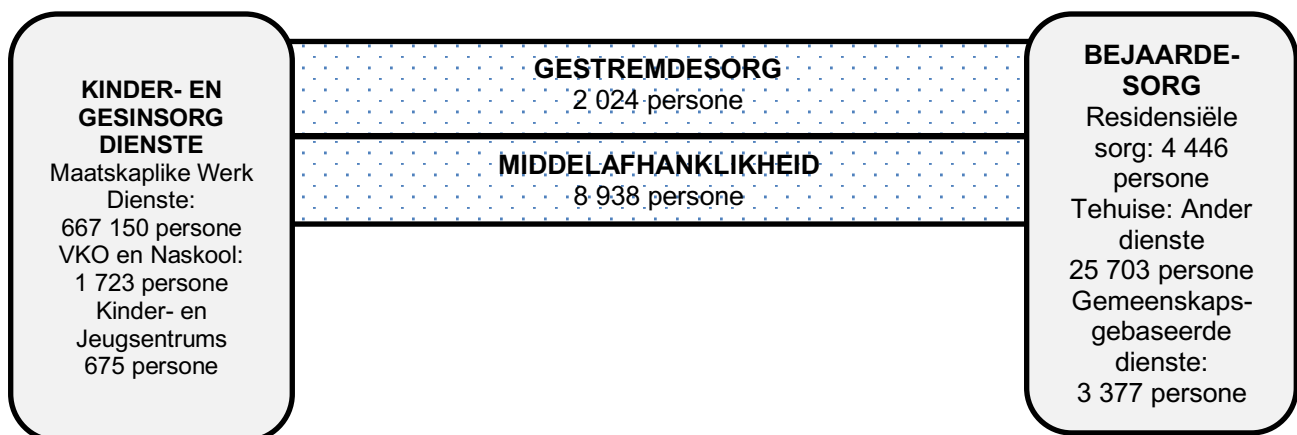 KINDER- EN
GESINSORG
DIENSTE
Maatskaplike Werk
Dienste:
667 150 persone
VKO en Naskool:
1 723 persone
Kinder- en
Jeugsentrums
675 persone
GESTREMDESORG
2 024 persone
MIDDELAFHANKLIKHEID
8 938 persone
BEJAARDE-
SORG
Residensiële
sorg: 4 446
persone
Tehuise: Ander
dienste
25 703 persone
Gemeenskaps-
gebaseerde
dienste:
3 377 persone